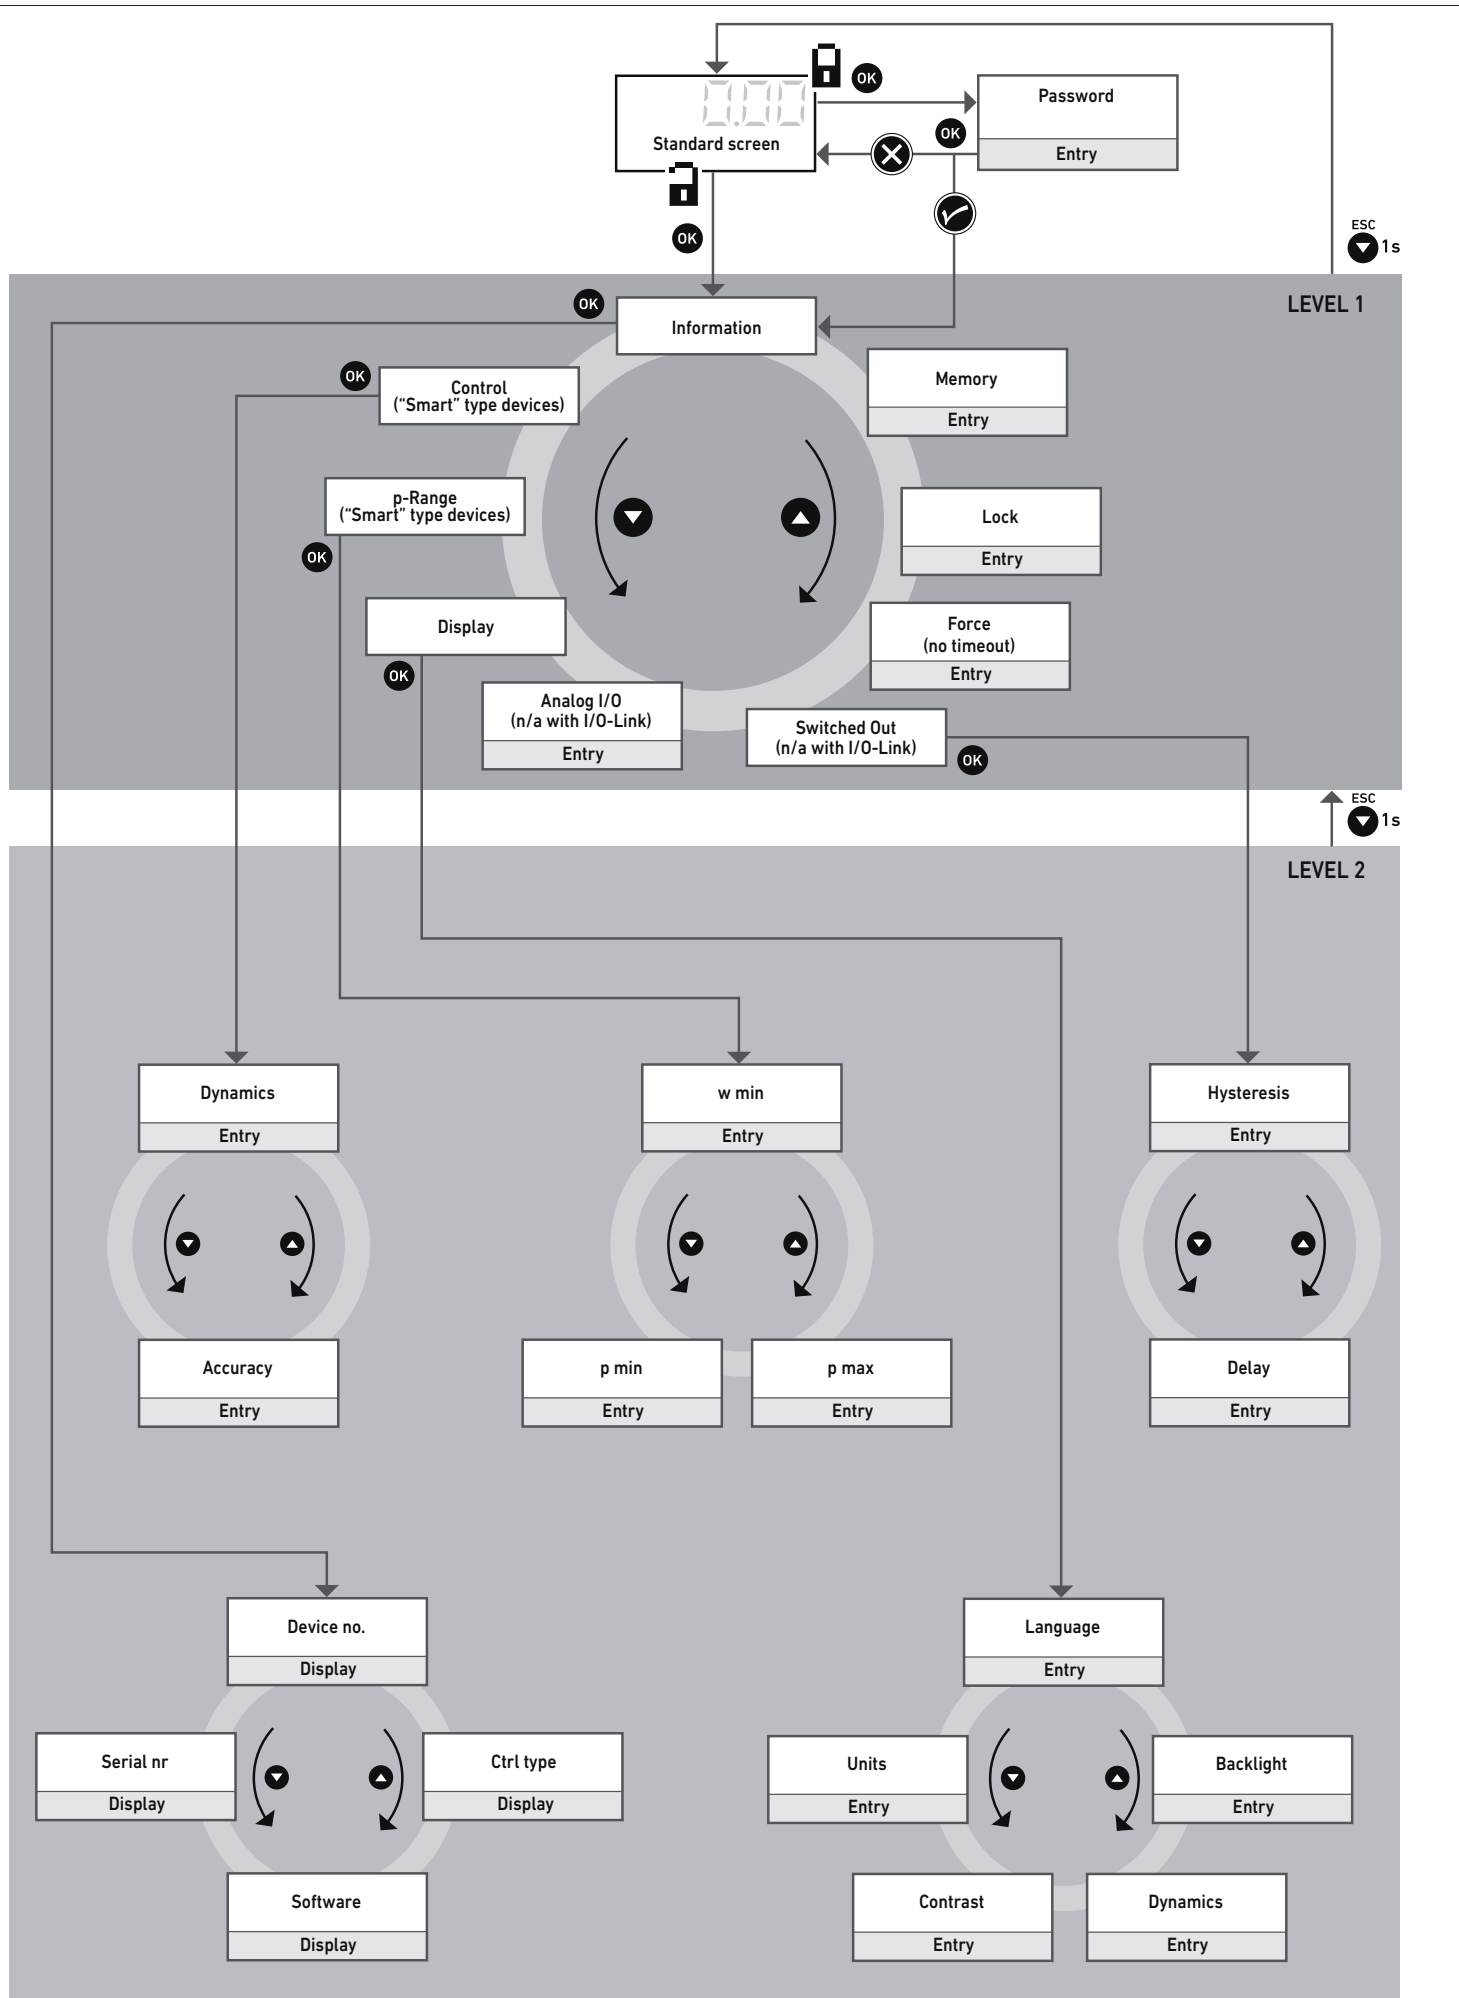 0.00
OK
Password
OK
Standard screen
Entry
OK
ESC
1s
LEVEL 1
OK
Information
OK
Control
(“Smart” type devices)
Memory
Entry
p-Range
(“Smart” type devices)
OK
Lock
Entry
Display
OK
Force
(no timeout)
Entry
Analog I/O
(n/a with I/O-Link)
Entry
Switched Out
(n/a with I/O-Link)
OK
ESC
1s
LEVEL 2
Dynamics
Entry
w min
Entry
Hysteresis
Entry
Accuracy
Entry
p min
Entry
p max
Entry
Delay
Entry
Device no.
Display
Language
Entry
Serial nr
Display
Ctrl type
Display
Units
Entry
Backlight
Entry
Software
Display
Contrast
Entry
Dynamics
Entry